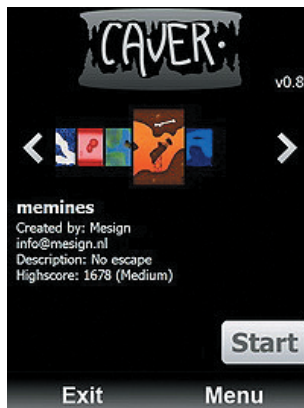 CAVER.
v0.8
memines
Created by: Mesign
info@mesign.nl
Description: No escape
Highscore: 1678 (Medium)
Start
Exit Menu